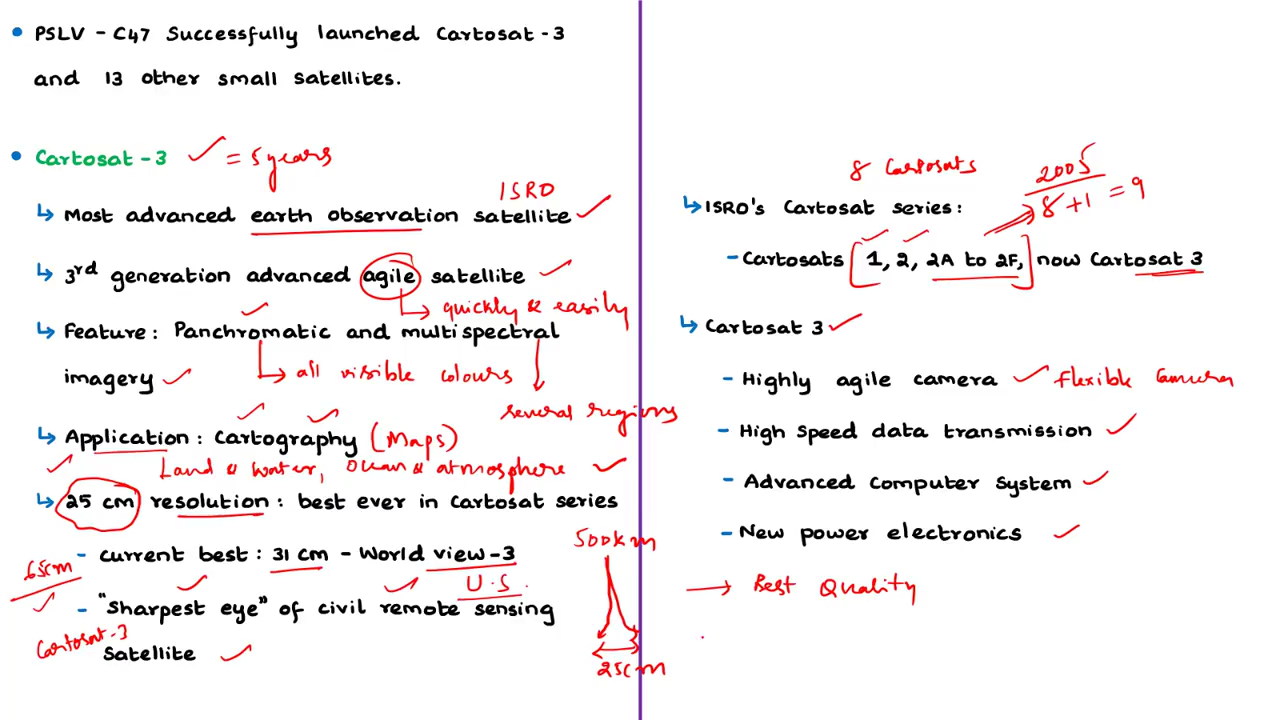 • PSLV - C47 Successfully launched Cartosat - 3
and 13 other small satellites.
• Cartosat - 3 ✓ = 5 years
ISRO
↳ Most advanced earth observation satellite ✓
↳ 3rd generation advanced agile satellite ✓
↳ quickly & easily
↳ Feature: Panchromatic and multispectral
imagery ✓
↳ all visible colours
several regions
↳ Application: Cartography (Maps)
Land & water, Ocean & atmosphere ✓
↳ 25 cm resolution: best ever in Cartosat series
- current best: 31 cm - World view - 3
U.S.
65cm
- "Sharpest eye" of civil remote sensing
Satellite ✓
Cartosat-3
500km
25cm
8 Cartosats
2005
8+1 = 9
↳ ISRO's Cartosat series:
- Cartosats [1, 2, 2A to 2F,] now Cartosat 3
↳ Cartosat 3 ✓
- Highly agile camera ✓ flexible Camera
- High Speed data transmission ✓
- Advanced Computer System ✓
- New power electronics ✓
→ Best Quality